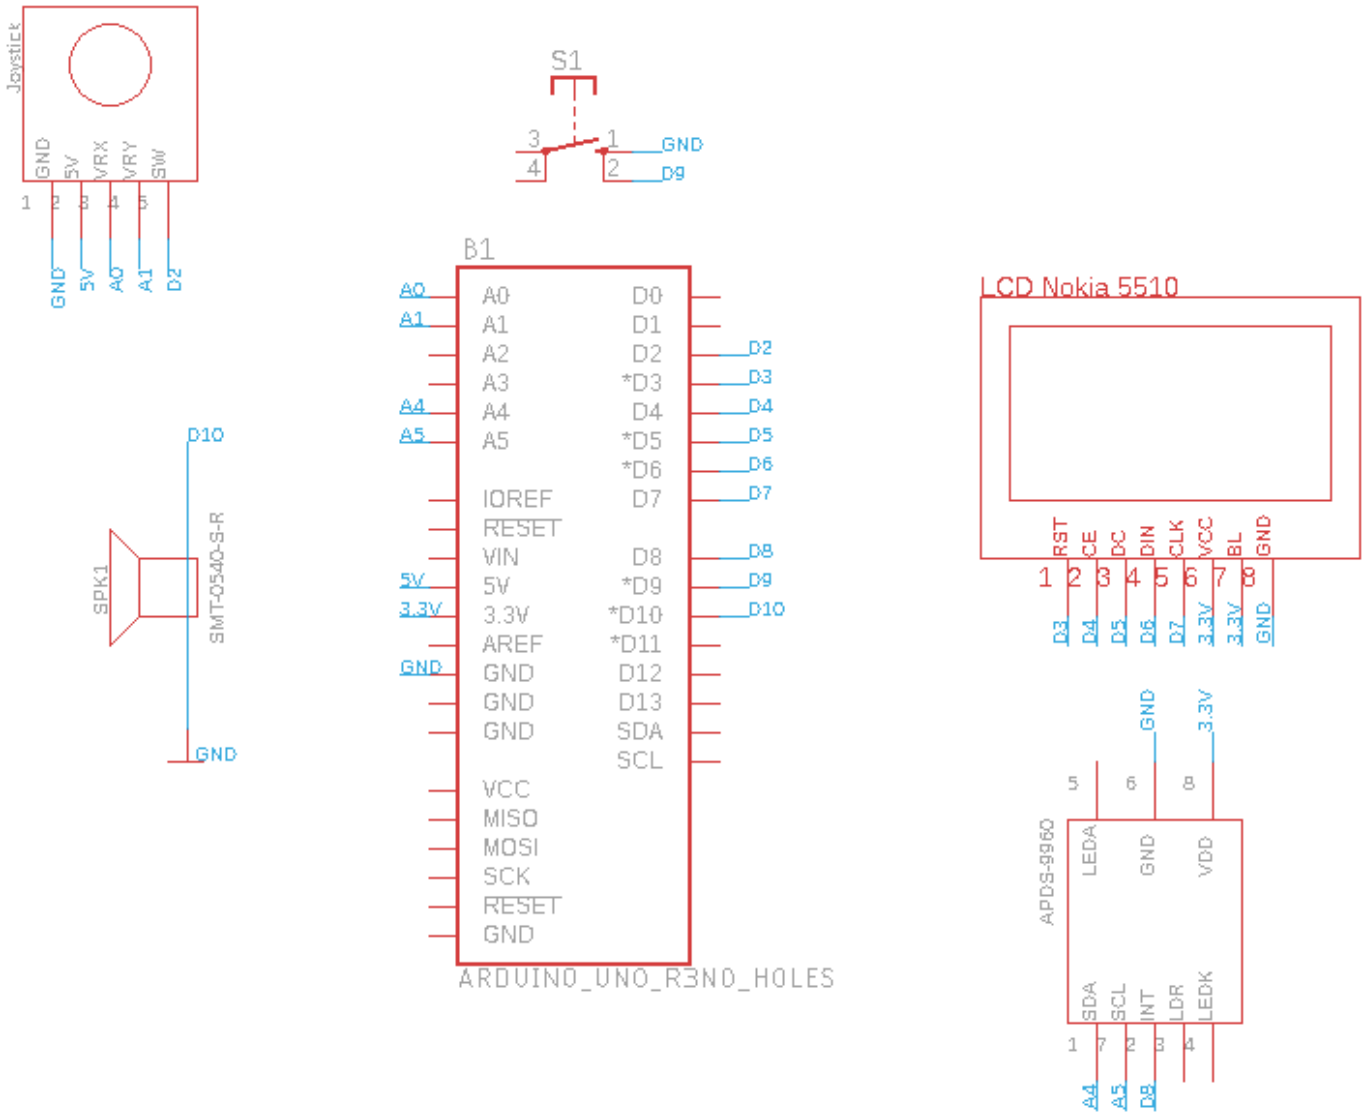 Joystick
GND 5V VRX VRY SW
1 2 3 4 5
GND 5V A0 A1 D2
S1
3 1 GND
4 2 D9
B1
A0 A0 D0
A1 A1 D1
A2 D2 D2
A3 *D3 D3
A4 A4 D4 D4
A5 A5 *D5 D5
*D6 D6
IOREF D7 D7
RESET
VIN D8 D8
5V 5V *D9 D9
3.3V 3.3V *D10 D10
AREF *D11
GND GND D12
GND D13
GND SDA
SCL
VCC
MISO
MOSI
SCK
RESET
GND
ARDUINO_UNO_R3NO_HOLES
D10
SPK1
SMT-0540-S-R
GND
LCD Nokia 5510
RST CE DC DIN CLK VCC BL GND
1 2 3 4 5 6 7 8
D3 D4 D5 D6 D7 3.3V 3.3V GND
GND 3.3V
5 6 8
LEDA GND VDD
APDS-9960
SDA SCL INT LDR LEDK
1 7 2 3 4
A4 A5 D8